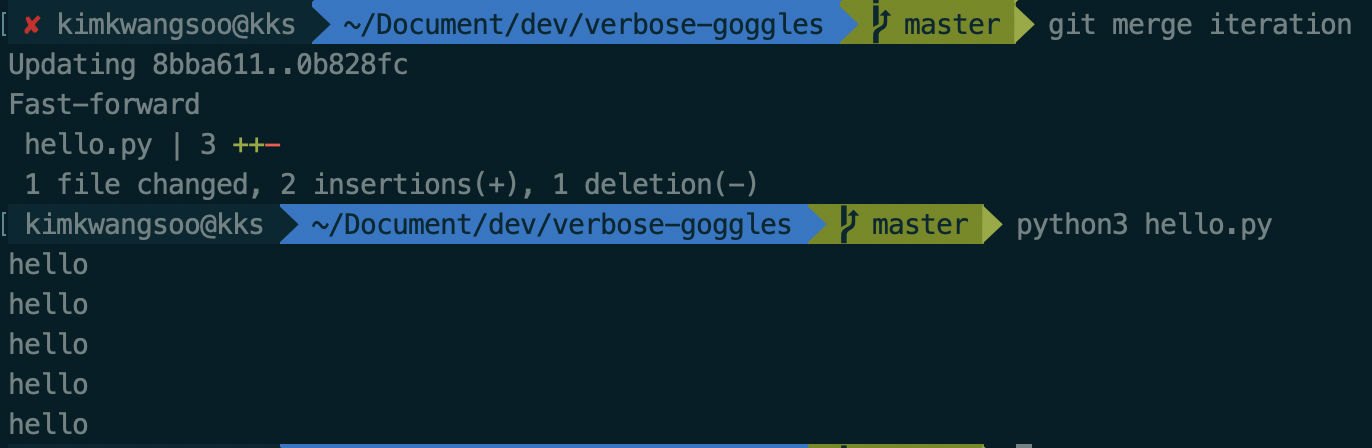 ✘ kimkwangsoo@kks ~/Document/dev/verbose-goggles master git merge iteration
Updating 8bba611..0b828fc
Fast-forward
 hello.py | 3 ++-
 1 file changed, 2 insertions(+), 1 deletion(-)
kimkwangsoo@kks ~/Document/dev/verbose-goggles master python3 hello.py
hello
hello
hello
hello
hello